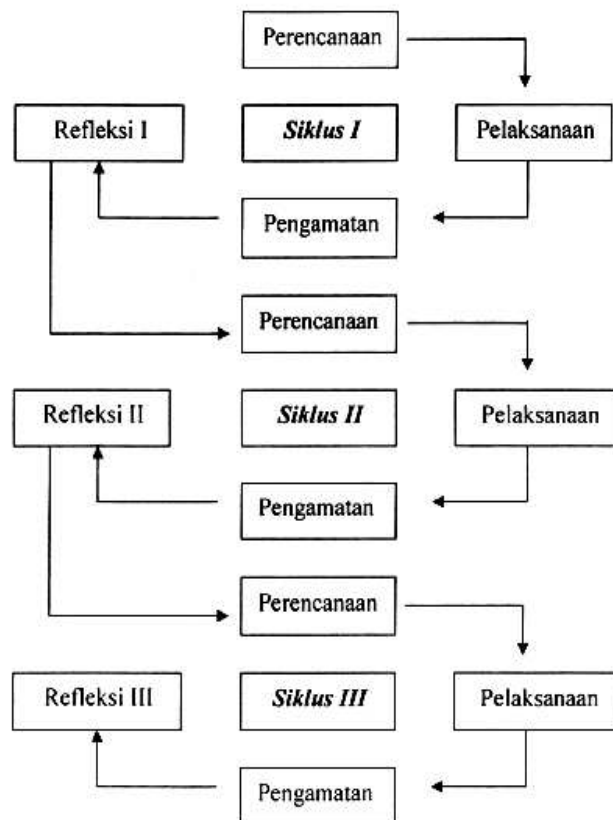 Perencanaan
Refleksi I
Siklus I
Pelaksanaan
Pengamatan
Perencanaan
Refleksi II
Siklus II
Pelaksanaan
Pengamatan
Perencanaan
Refleksi III
Siklus III
Pelaksanaan
Pengamatan